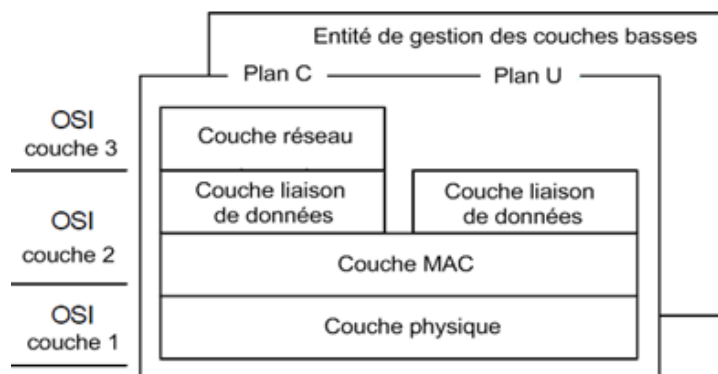 Entité de gestion des couches basses
Plan C
Plan U
OSI
couche 3
Couche réseau
Couche liaison
de données
Couche liaison
de données
OSI
couche 2
Couche MAC
OSI
couche 1
Couche physique